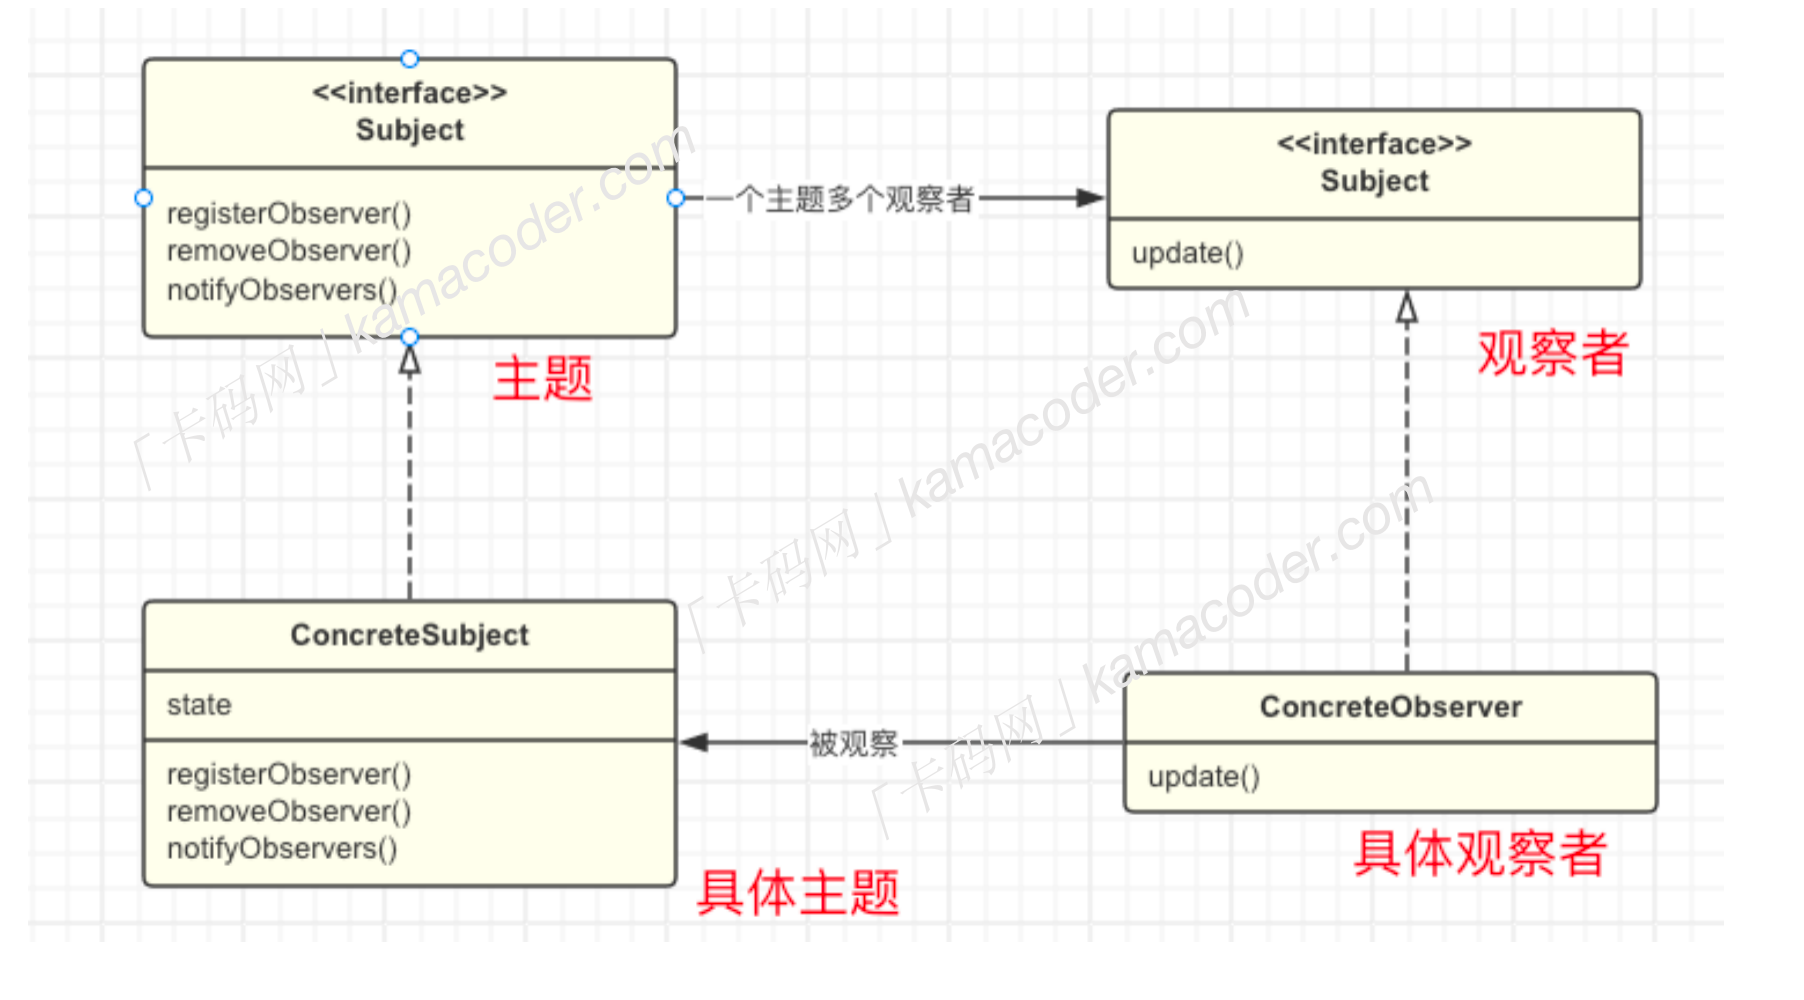 <<interface>>
Subject
registerObserver()
removeObserver()
notifyObservers()
主题
一个主题多个观察者
<<interface>>
Subject
update()
观察者
ConcreteSubject
state
registerObserver()
removeObserver()
notifyObservers()
具体主题
被观察
ConcreteObserver
update()
具体观察者
「卡码网」kamacoder.com
「卡码网」kamacoder.com
「卡码网」kamacoder.com